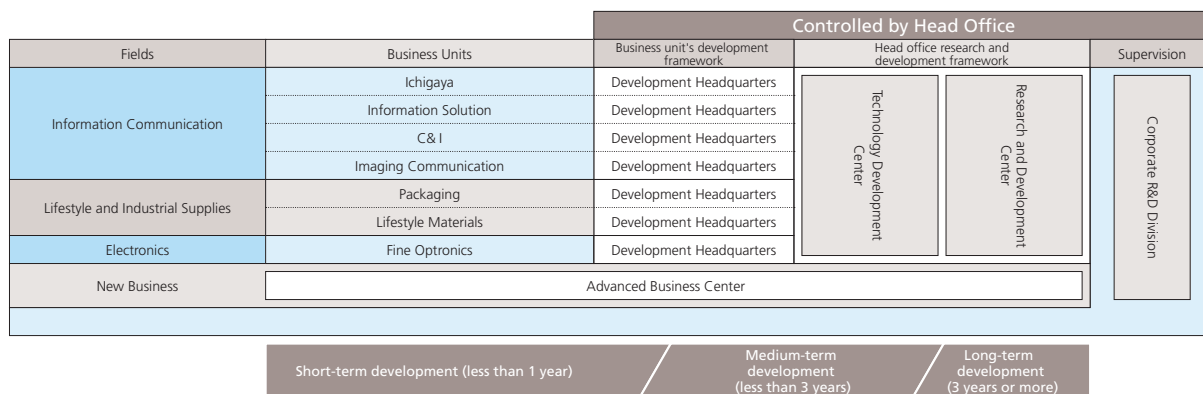 Controlled by Head Office
Fields
Business Units
Business unit's development
framework
Head office research and
development framework
Supervision
Information Communication
Ichigaya
Development Headquarters
Information Solution
Development Headquarters
C& I
Development Headquarters
Imaging Communication
Development Headquarters
Lifestyle and Industrial Supplies
Packaging
Development Headquarters
Lifestyle Materials
Development Headquarters
Electronics
Fine Optronics
Development Headquarters
Technology Development
Center
Research and Development
Center
Corporate R&D Division
New Business
Advanced Business Center
Short-term development (less than 1 year)
Medium-term
development
(less than 3 years)
Long-term
development
(3 years or more)